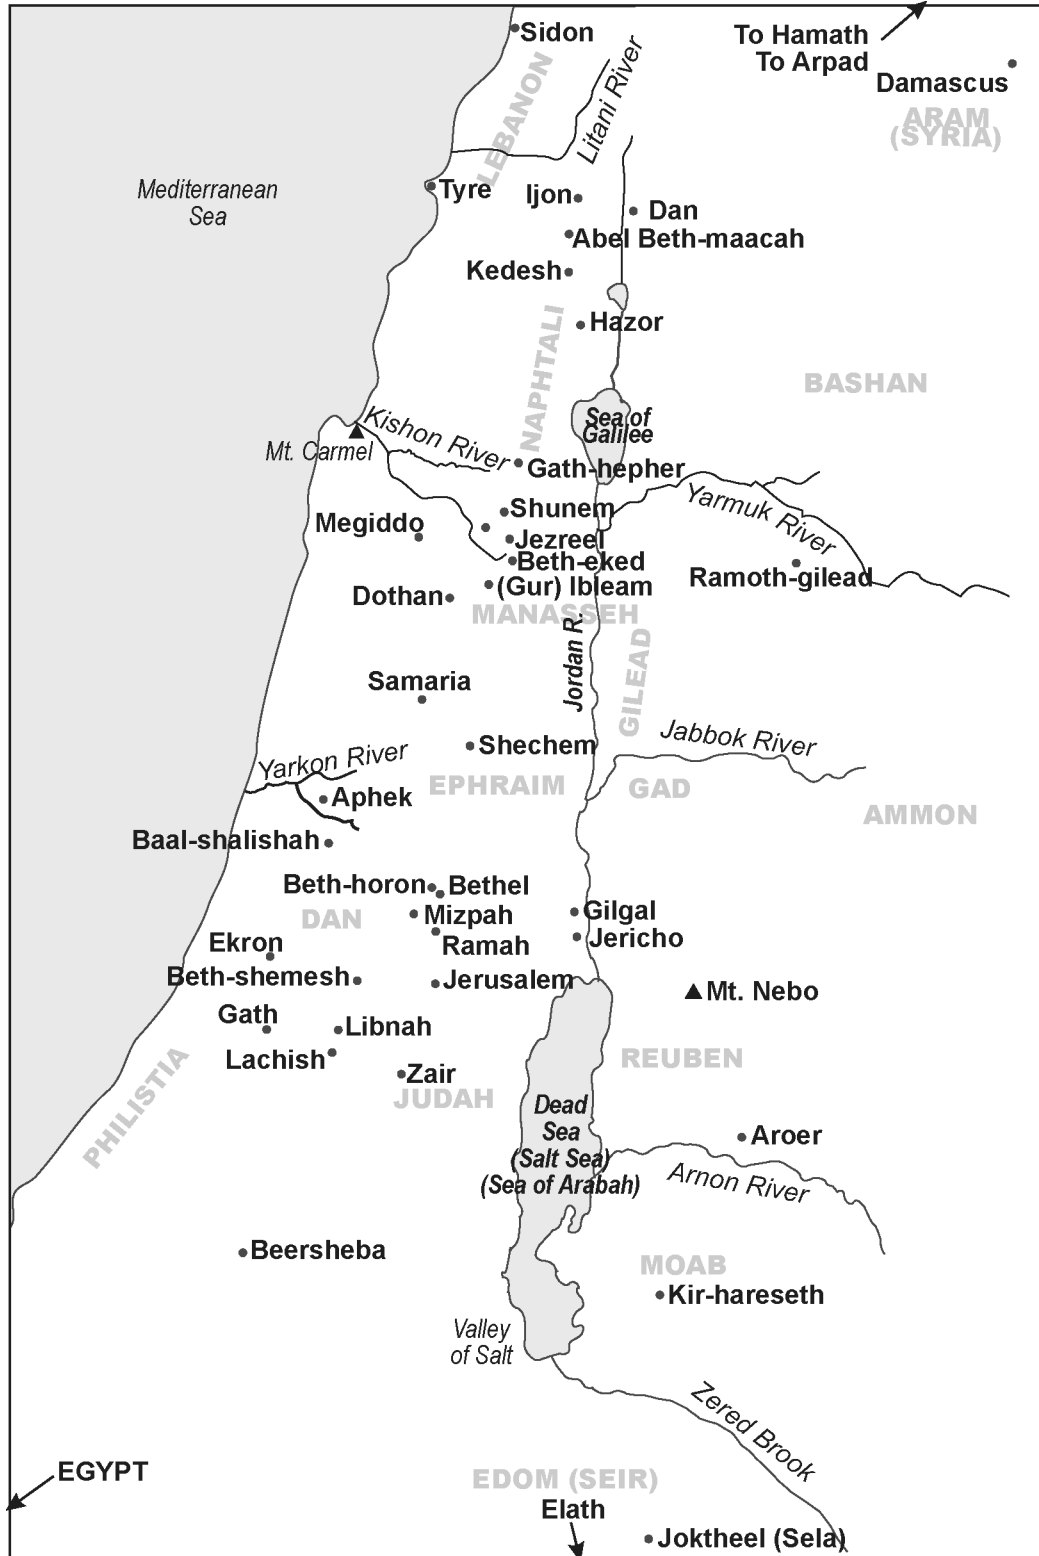 Sidon
To Hamath
To Arpad
Damascus
ARAM
(SYRIA)
LEBANON
Litani River
Mediterranean
Sea
Tyre
Ijon
Dan
Abel Beth-maacah
Kedesh
Hazor
NAPHTALI
BASHAN
Sea of
Galilee
Kishon River
Mt. Carmel
Gath-hepher
Yarmuk River
Shunem
Megiddo
Jezreel
Beth-eked
Ramoth-gilead
(Gur) Ibleam
Dothan
MANASSEH
Jordan R.
GILEAD
Samaria
Shechem
Jabbok River
Yarkon River
EPHRAIM
GAD
Aphek
AMMON
Baal-shalishah
Beth-horon
Bethel
DAN
Mizpah
Gilgal
Ekron
Ramah
Jericho
Beth-shemesh
Jerusalem
Mt. Nebo
Gath
Libnah
Lachish
REUBEN
Zair
PHILISTIA
JUDAH
Dead
Sea
(Salt Sea)
(Sea of Arabah)
Aroer
Arnon River
Beersheba
MOAB
Kir-hareseth
Valley
of Salt
Zered Brook
EGYPT
EDOM (SEIR)
Elath
Joktheel (Sela)